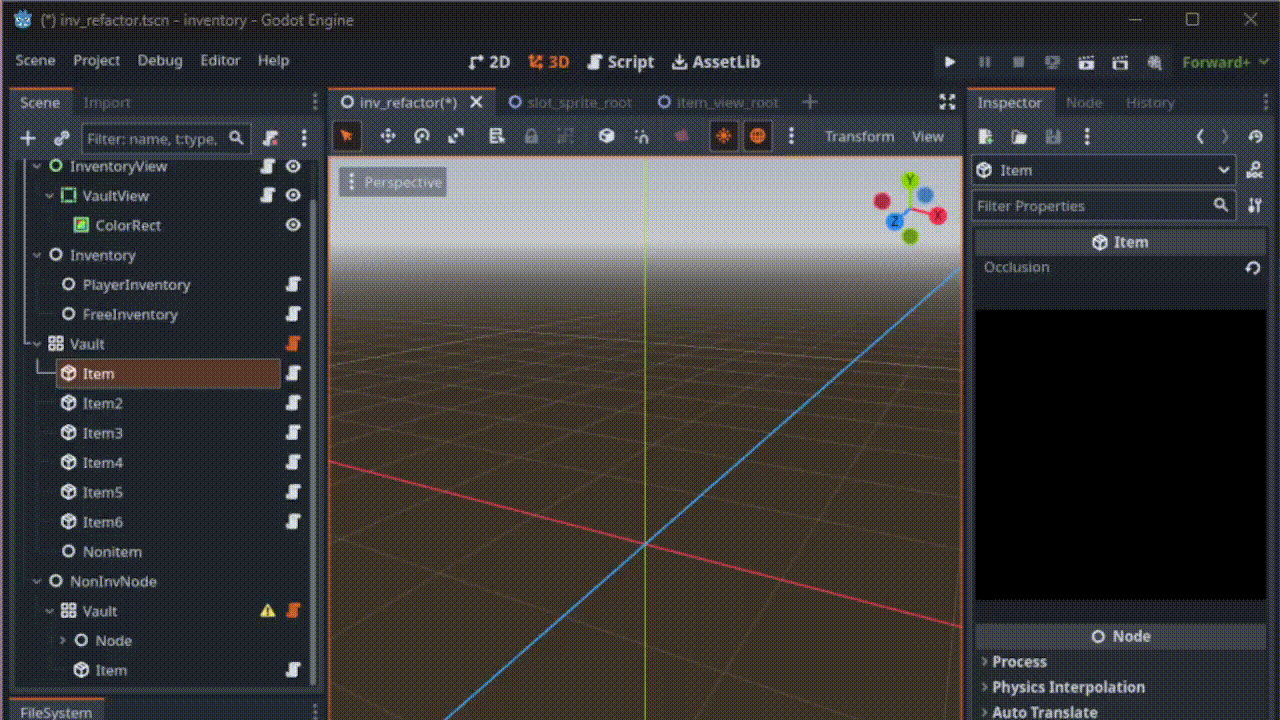 (*) inv_refactor.tscn - inventory - Godot Engine
Scene Project Debug Editor Help 2D 3D Script AssetLib Forward+
Scene Import
Filter: name, t:type,
InventoryView
VaultView
ColorRect
Inventory
PlayerInventory
FreeInventory
Vault
Item
Item2
Item3
Item4
Item5
Item6
Nonitem
NonInvNode
Vault
Node
Item
FileSystem
inv_refactor(*) slot_sprite_root item_view_root
Transform View
Perspective
Y
X
Z
Inspector Node History
Item
Filter Properties
Item
Occlusion
Node
Process
Physics Interpolation
Auto Translate